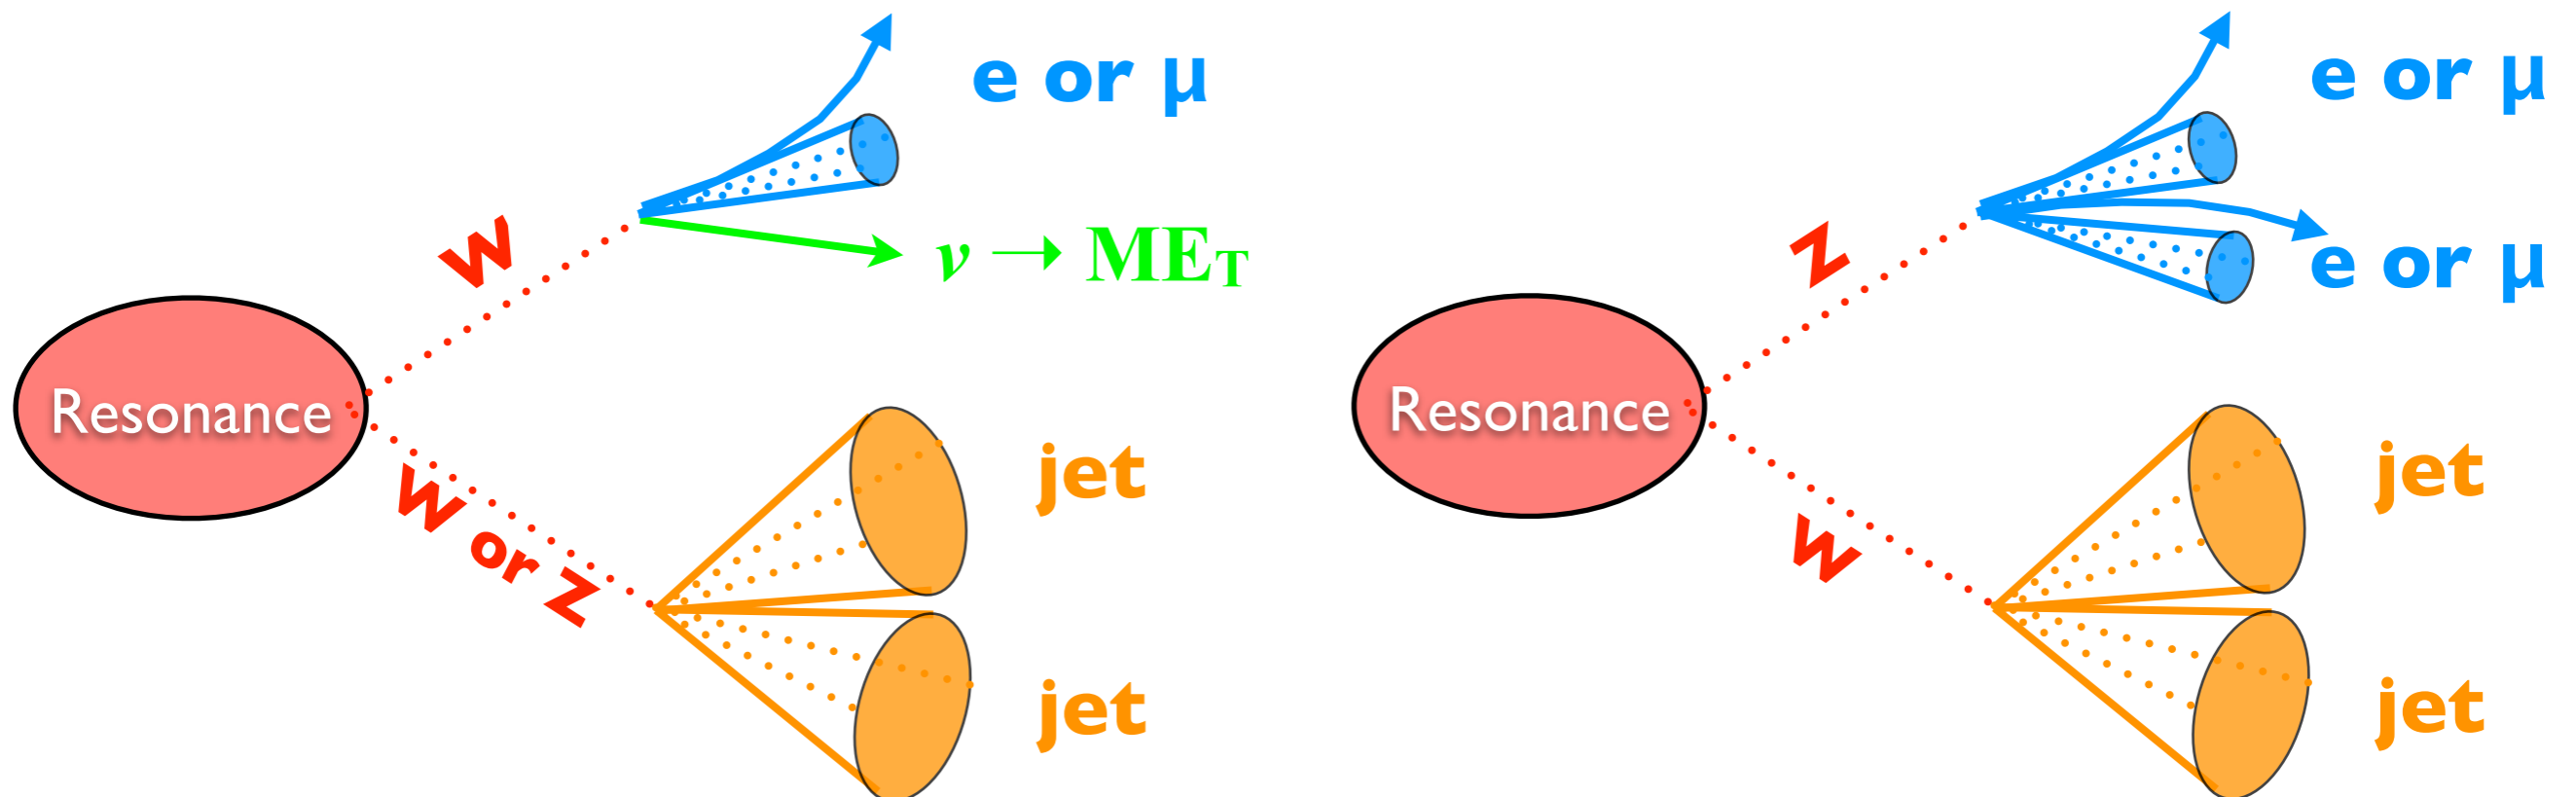 e or μ
W
ν → MET
Resonance
W or Z
jet
jet
e or μ
Z
e or μ
Resonance
W
jet
jet